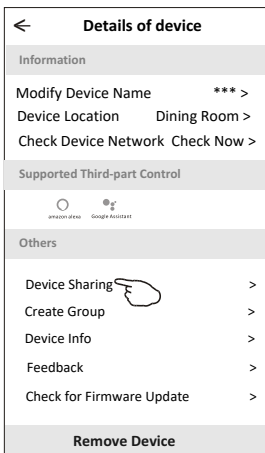 ← Details of device
Information
Modify Device Name *** >
Device Location Dining Room >
Check Device Network Check Now >
Supported Third-part Control
amazon alexa Google Assistant
Others
Device Sharing >
Create Group >
Device Info >
Feedback >
Check for Firmware Update >
Remove Device